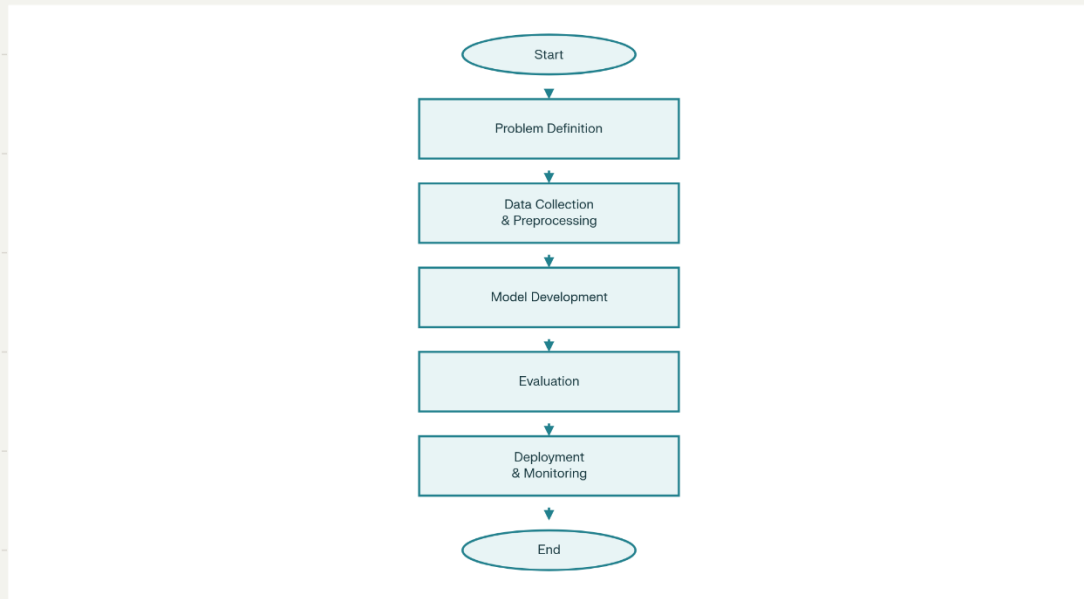 Start
Problem Definition
Data Collection
& Preprocessing
Model Development
Evaluation
Deployment
& Monitoring
End